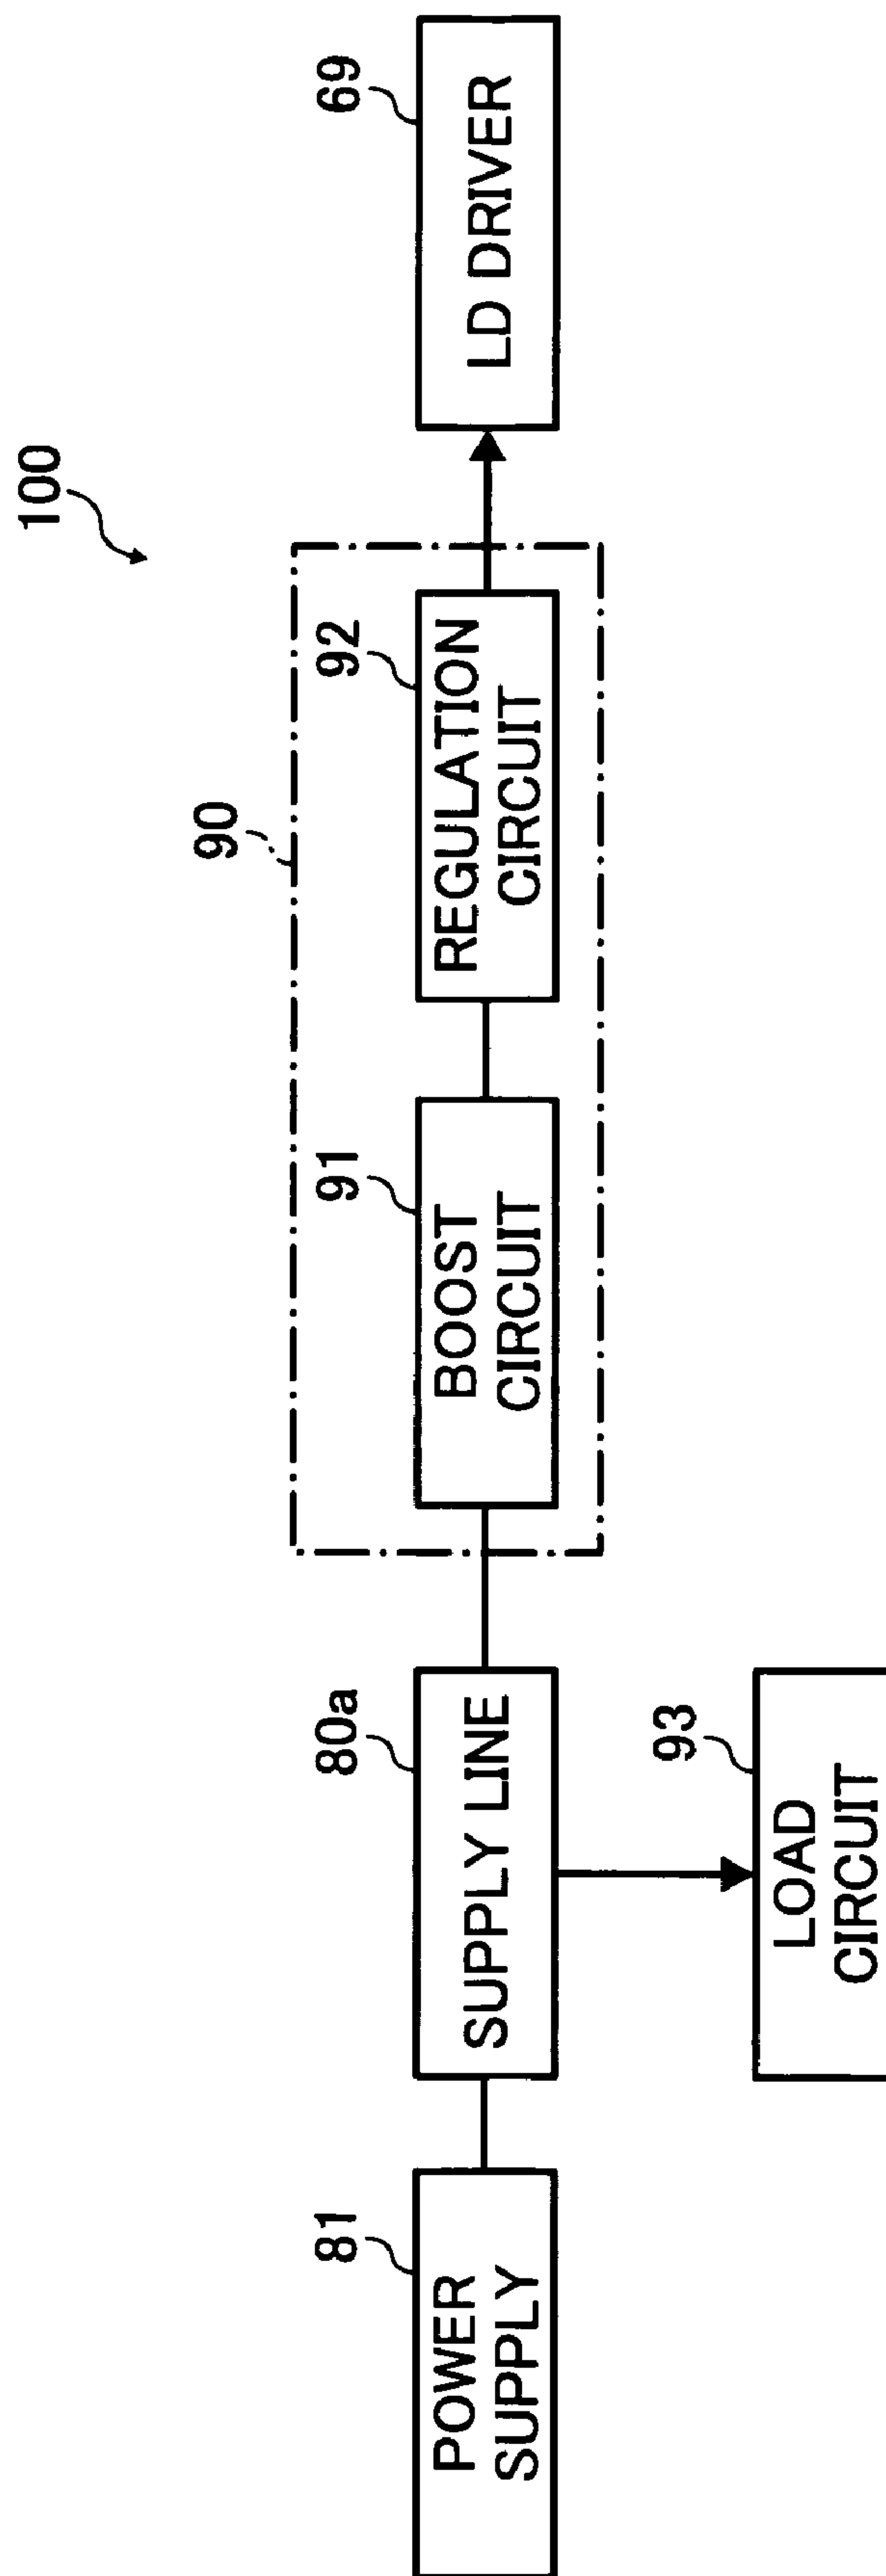 100
90
81
POWER
SUPPLY
80a
SUPPLY LINE
91
BOOST
CIRCUIT
92
REGULATION
CIRCUIT
69
LD DRIVER
93
LOAD
CIRCUIT